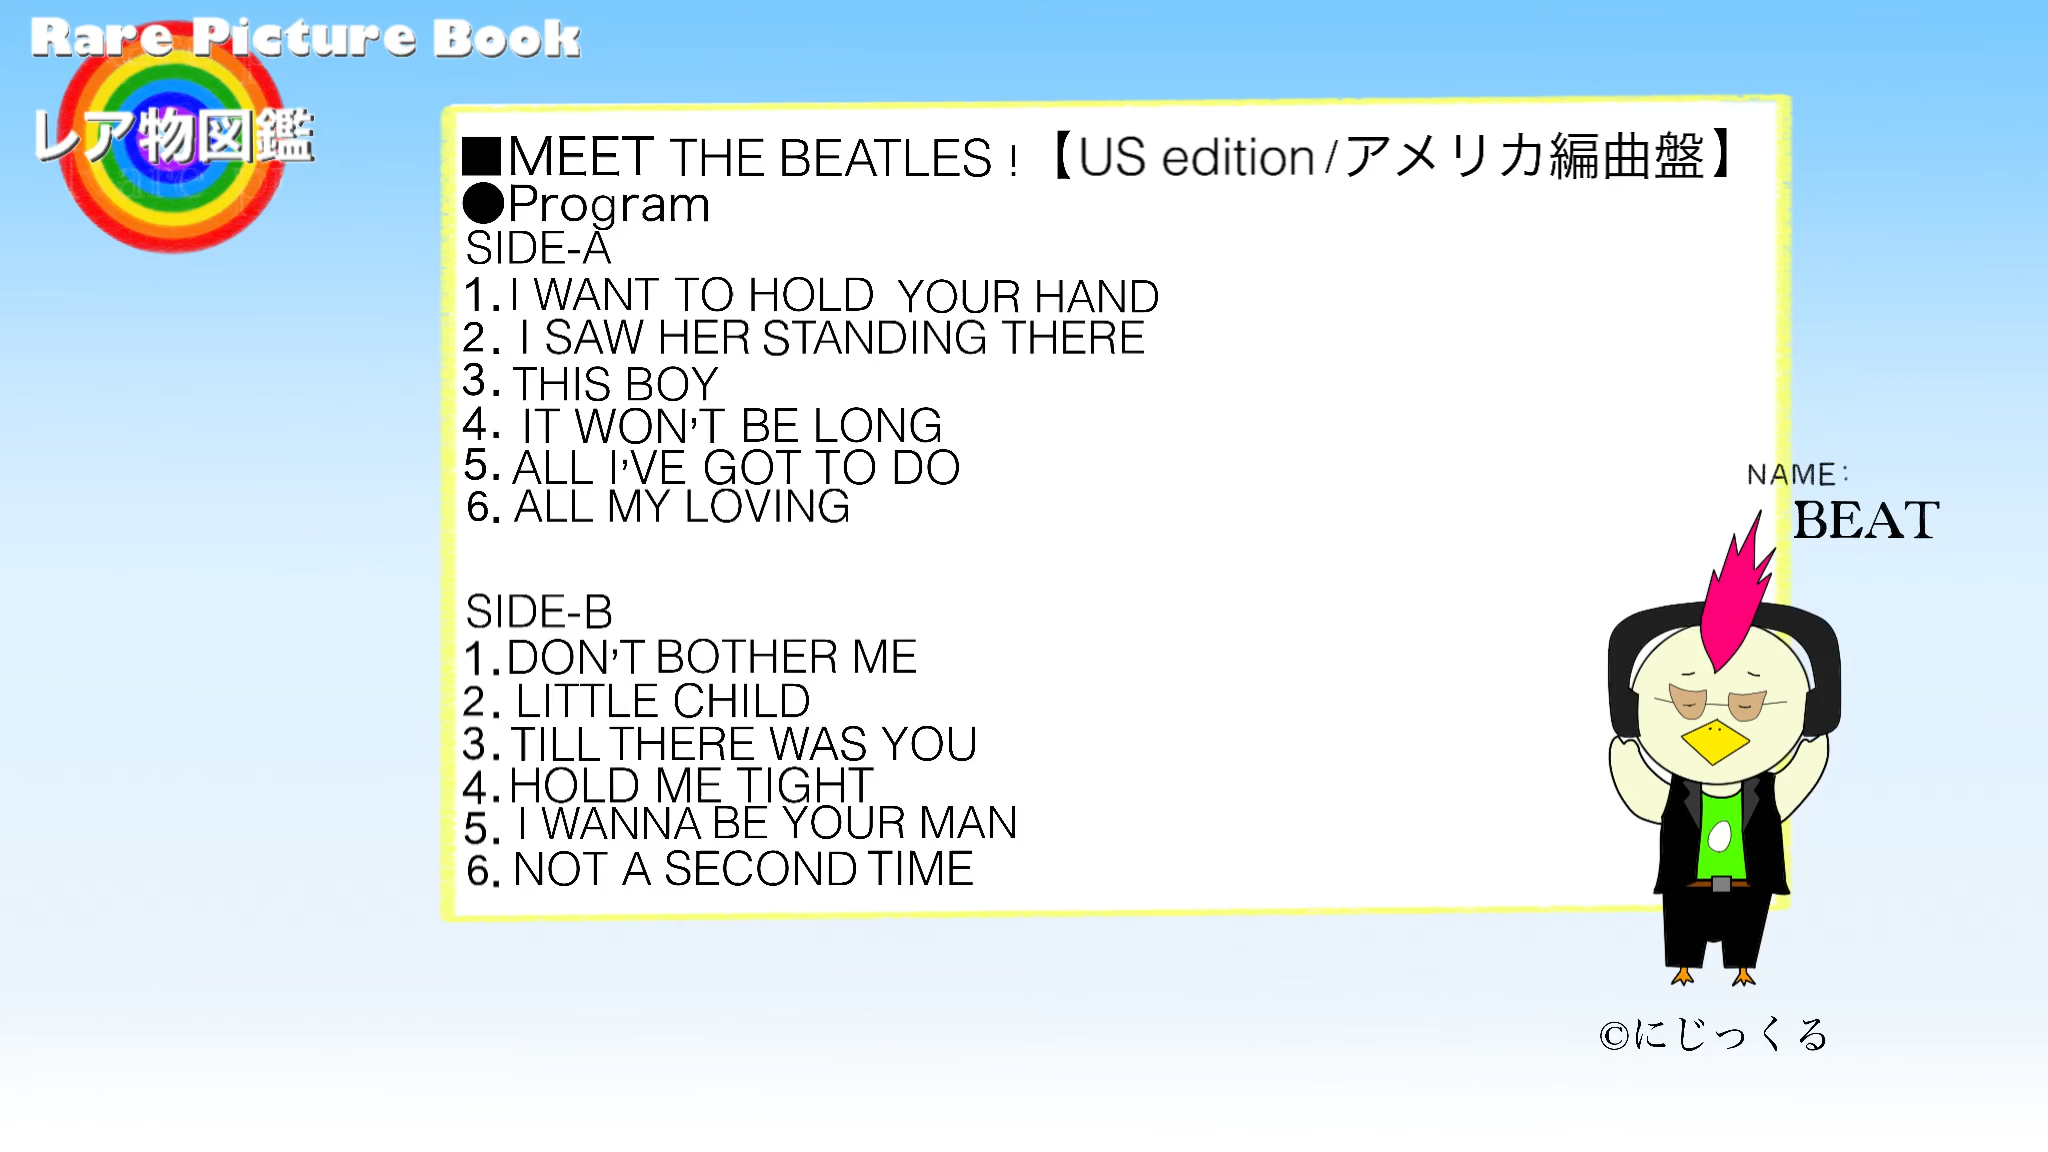 Rare Picture Book
レア物図鑑
■MEET THE BEATLES !【US edition/アメリカ編曲盤】
●Program
SIDE-A
1. I WANT TO HOLD YOUR HAND
2. I SAW HER STANDING THERE
3. THIS BOY
4. IT WON'T BE LONG
5. ALL I'VE GOT TO DO
6. ALL MY LOVING
SIDE-B
1. DON'T BOTHER ME
2. LITTLE CHILD
3. TILL THERE WAS YOU
4. HOLD ME TIGHT
5. I WANNA BE YOUR MAN
6. NOT A SECOND TIME
NAME:
BEAT
©にじっくる